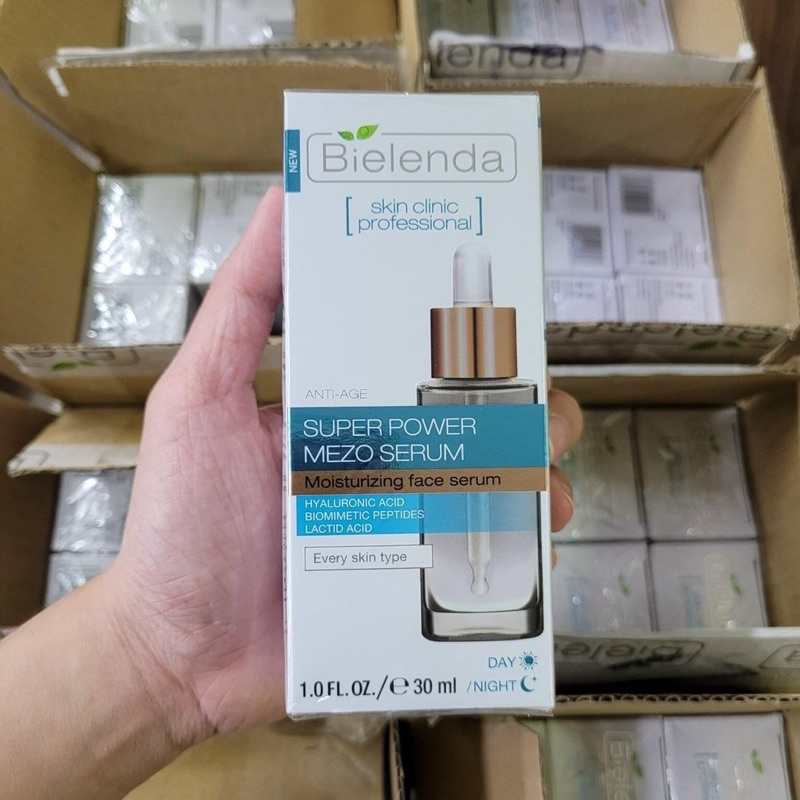 lenda
NEW
Bielenda
[ skin clinic
professional ]
ANTI-AGE
SUPER POWER
MEZO SERUM
Moisturizing face serum
HYALURONIC ACID
BIOMIMETIC PEPTIDES
LACTID ACID
Every skin type
DAY
1.0 FL. OZ./℮ 30 ml /NIGHT